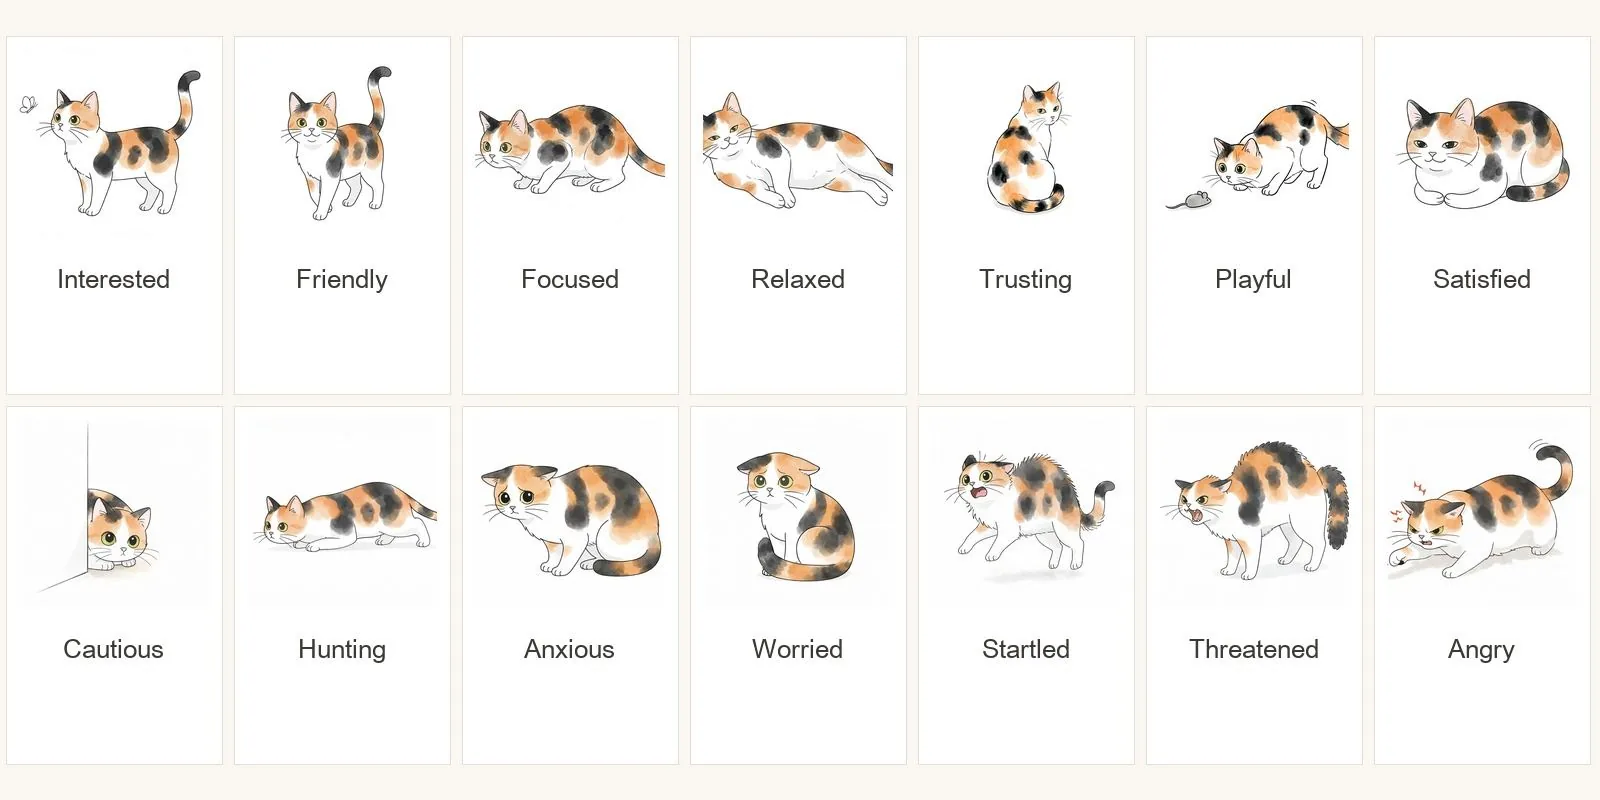 Interested
Friendly
Focused
Relaxed
Trusting
Playful
Satisfied
Cautious
Hunting
Anxious
Worried
Startled
Threatened
Angry